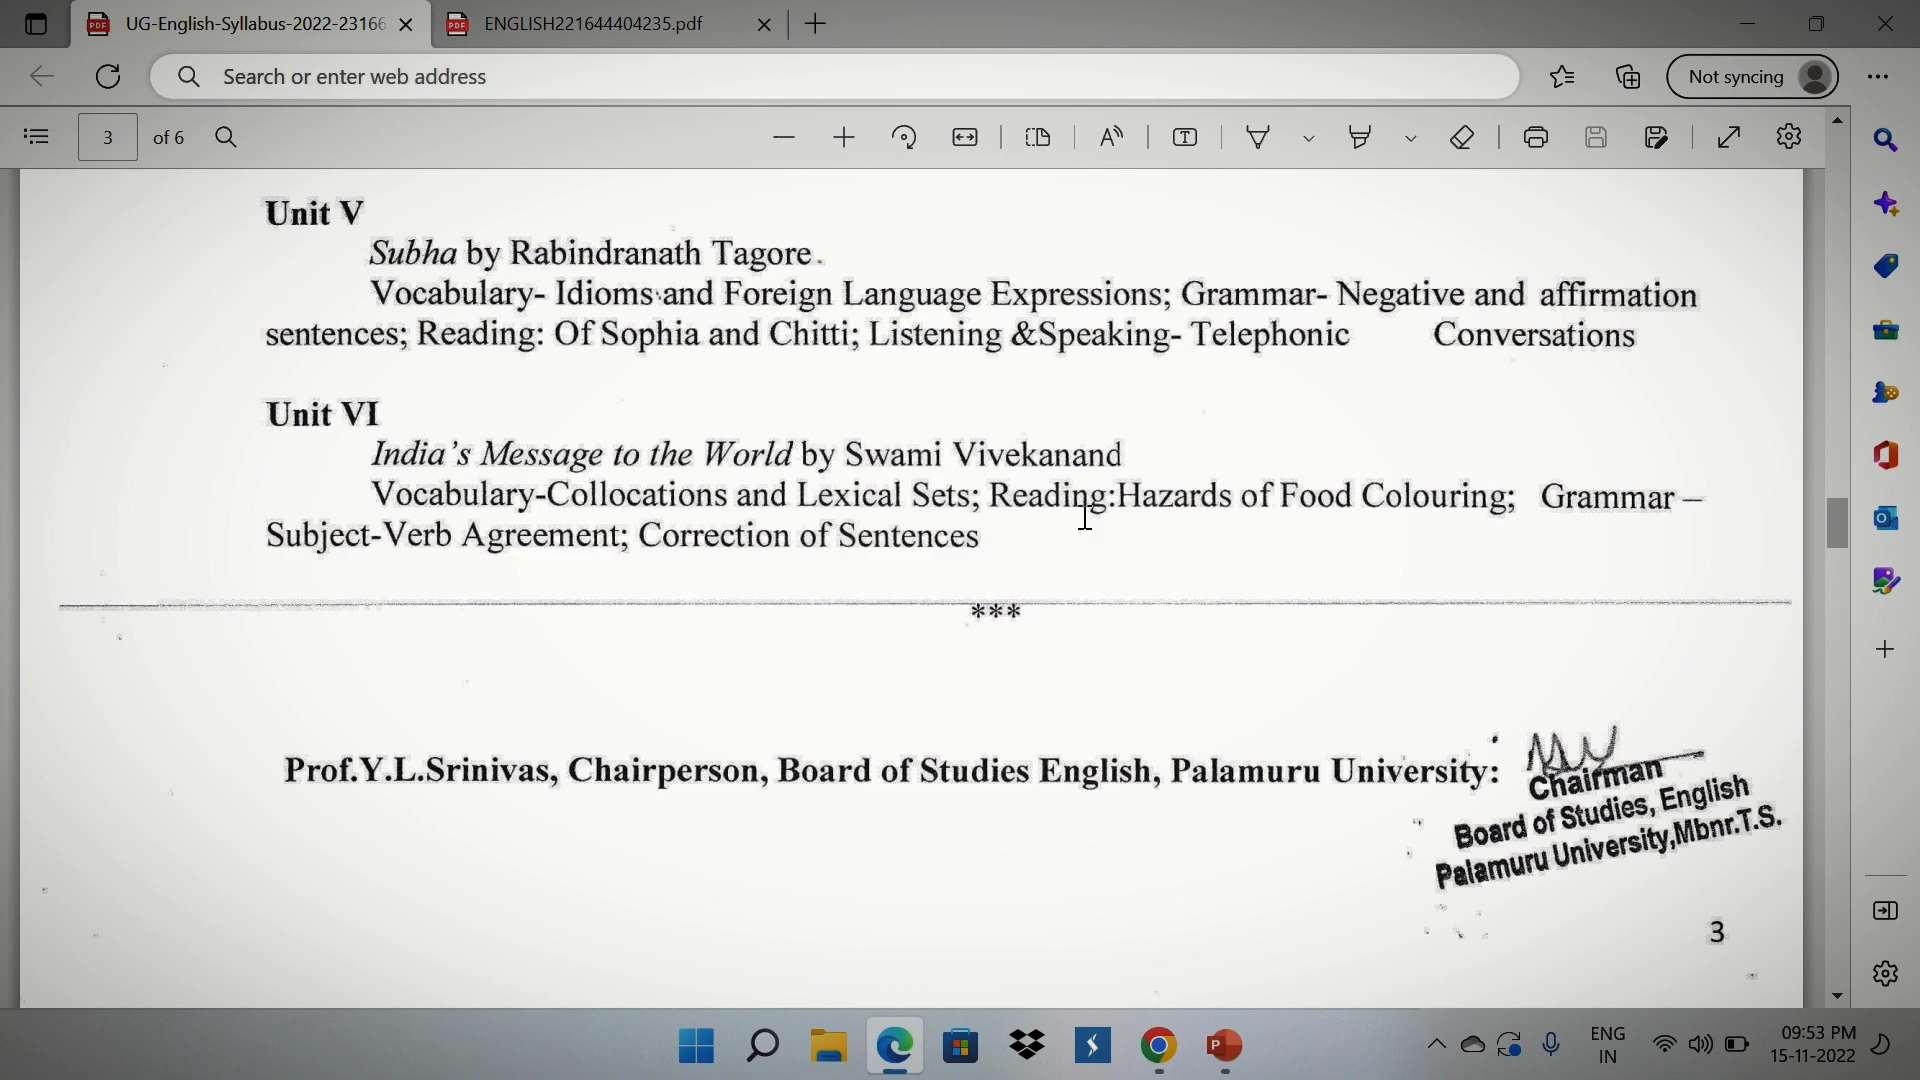 UG-English-Syllabus-2022-23166
ENGLISH221644404235.pdf
Search or enter web address
Not syncing
3 of 6
Unit V
Subha by Rabindranath Tagore.
Vocabulary- Idioms and Foreign Language Expressions; Grammar- Negative and affirmation
sentences; Reading: Of Sophia and Chitti; Listening &Speaking- Telephonic Conversations
Unit VI
India's Message to the World by Swami Vivekanand
Vocabulary-Collocations and Lexical Sets; Reading:Hazards of Food Colouring; Grammar –
Subject-Verb Agreement; Correction of Sentences
***
Prof.Y.L.Srinivas, Chairperson, Board of Studies English, Palamuru University:
Chairman
Board of Studies, English
Palamuru University,Mbnr.T.S.
3
ENG
IN
09:53 PM
15-11-2022